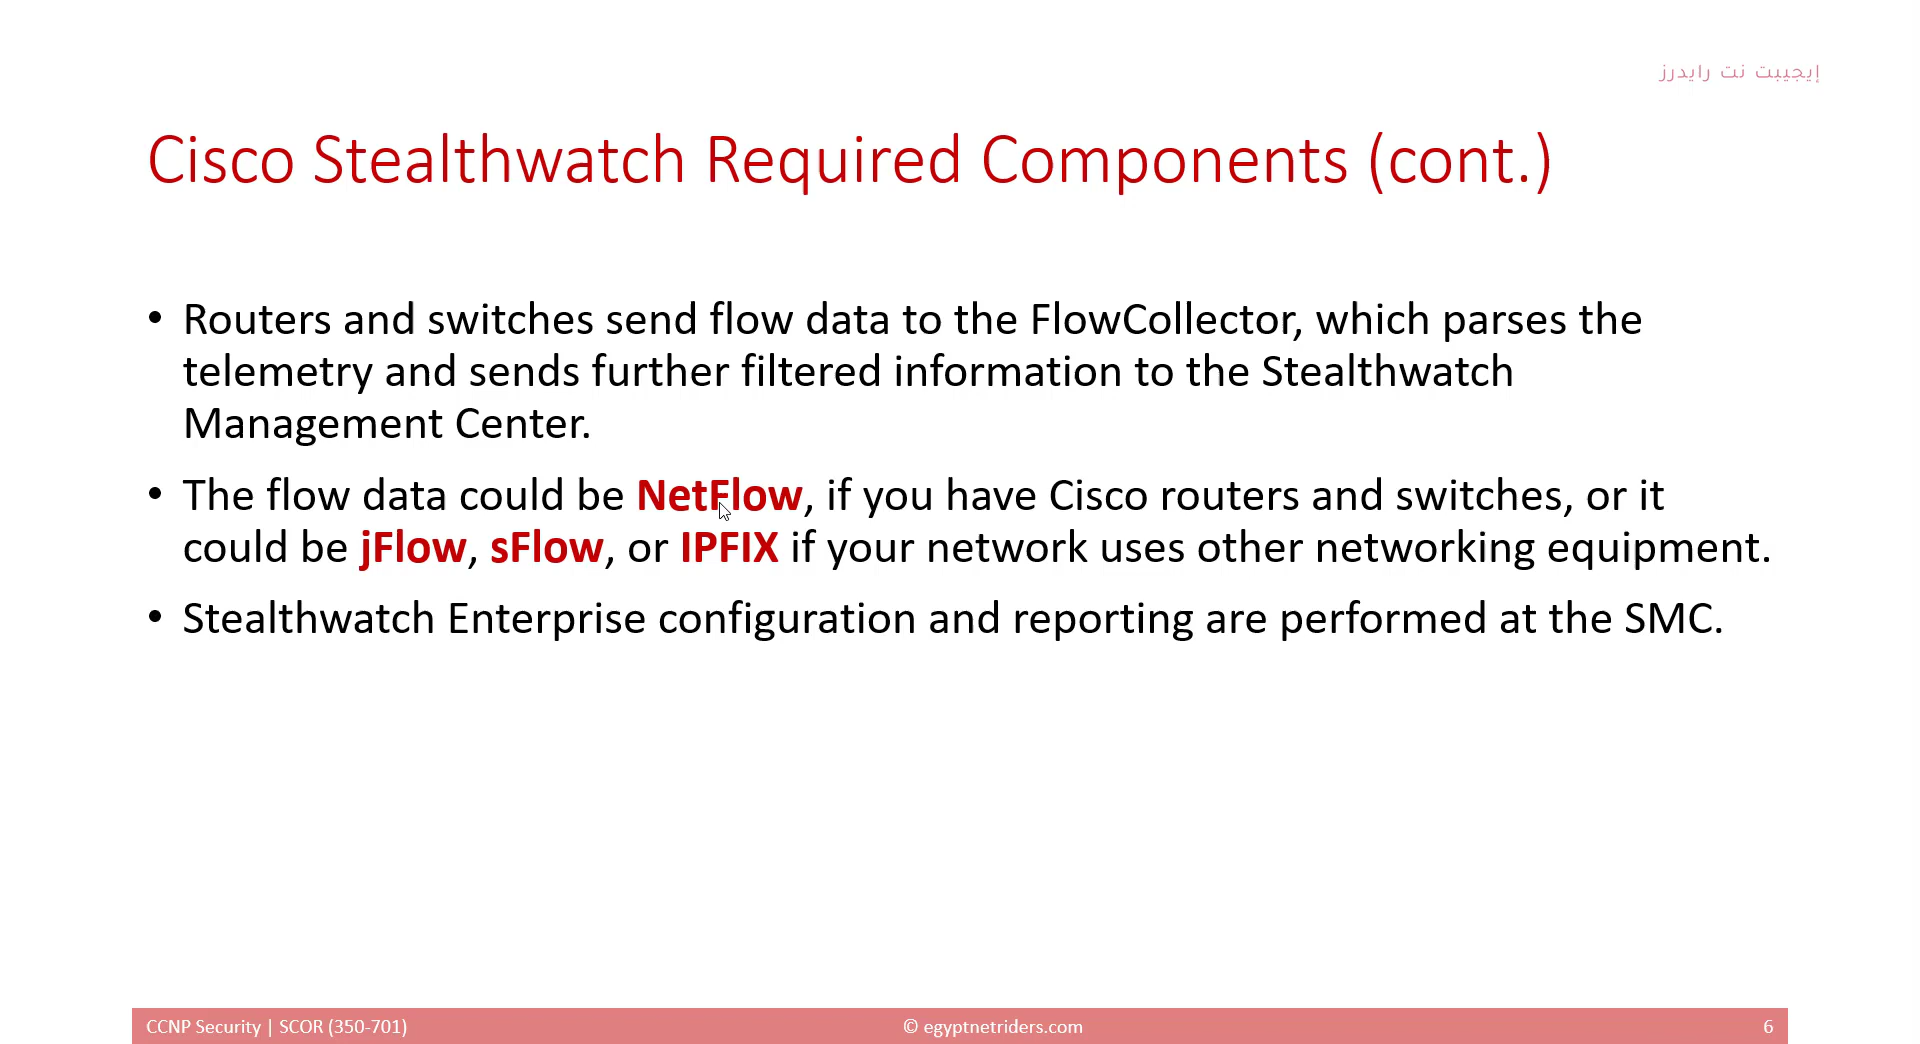 إيجيبت نت رايدرز
Cisco Stealthwatch Required Components (cont.)
• Routers and switches send flow data to the FlowCollector, which parses the
telemetry and sends further filtered information to the Stealthwatch
Management Center.
• The flow data could be NetFlow, if you have Cisco routers and switches, or it
could be jFlow, sFlow, or IPFIX if your network uses other networking equipment.
• Stealthwatch Enterprise configuration and reporting are performed at the SMC.
CCNP Security | SCOR (350-701) © egyptnetriders.com 6